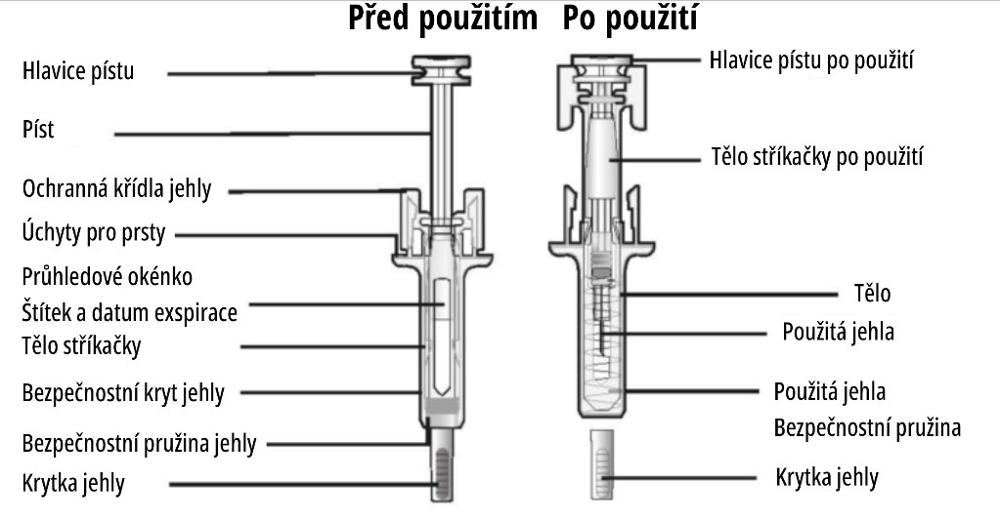 Před použitím
Po použití
Hlavice pístu
Píst
Ochranná křídla jehly
Úchyty pro prsty
Průhledové okénko
Štítek a datum exspirace
Tělo stříkačky
Bezpečnostní kryt jehly
Bezpečnostní pružina jehly
Krytka jehly
Hlavice pístu po použití
Tělo stříkačky po použití
Tělo
Použitá jehla
Použitá jehla
Bezpečnostní pružina
Krytka jehly